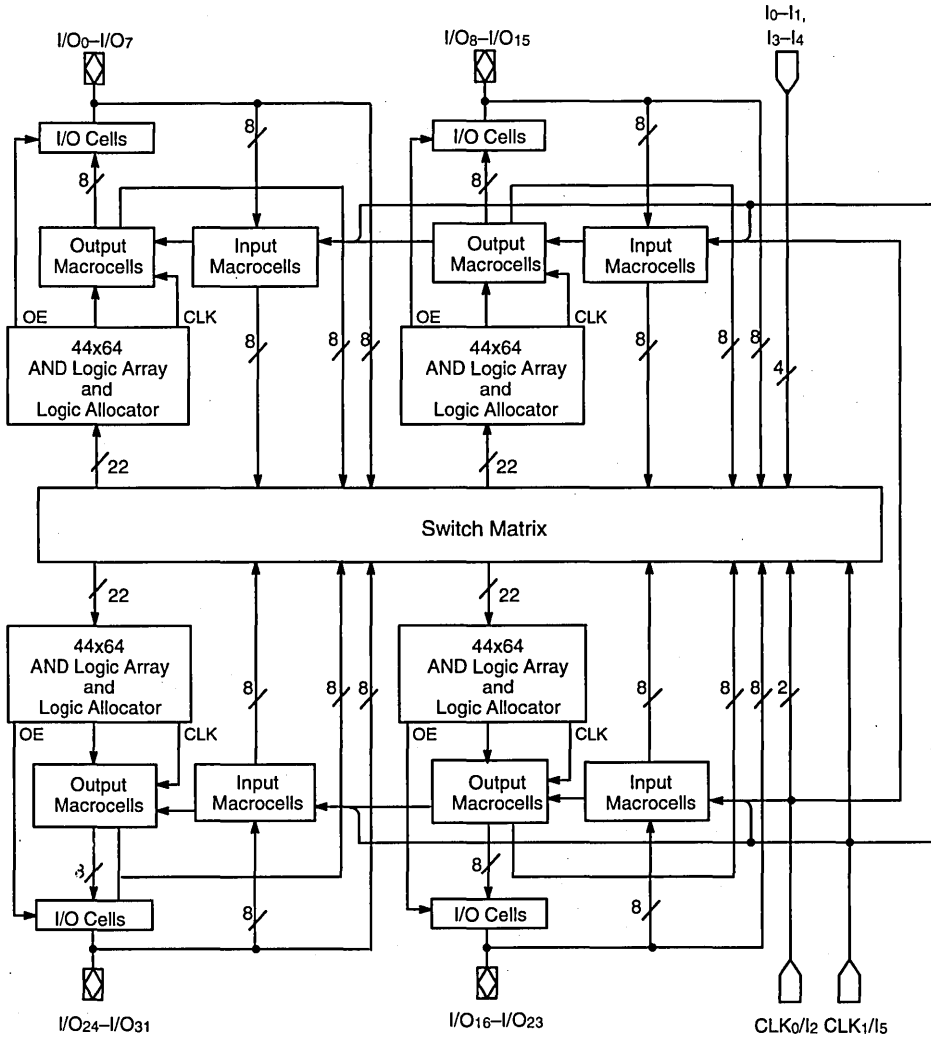 I/O0–I/O7
I/O8–I/O15
I0–I1,
I3–I4
I/O Cells
8
8
I/O Cells
8
8
Output
Macrocells
Input
Macrocells
Output
Macrocells
Input
Macrocells
OE
CLK
OE
CLK
44x64
AND Logic Array
and
Logic Allocator
8
8
8
44x64
AND Logic Array
and
Logic Allocator
8
8
8
4
22
22
Switch Matrix
22
22
44x64
AND Logic Array
and
Logic Allocator
8
8
8
44x64
AND Logic Array
and
Logic Allocator
8
8
8
2
OE
CLK
OE
CLK
Output
Macrocells
Input
Macrocells
Output
Macrocells
Input
Macrocells
8
8
I/O Cells
8
I/O Cells
8
I/O24–I/O31
I/O16–I/O23
CLK0/I2
CLK1/I5